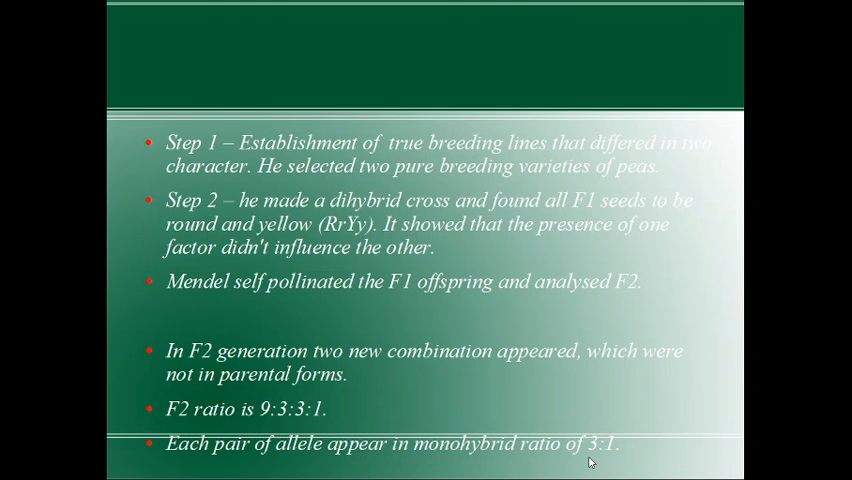 • Step 1 – Establishment of true breeding lines that differed in two
character. He selected two pure breeding varieties of peas.
• Step 2 – he made a dihybrid cross and found all F1 seeds to be
round and yellow (RrYy). It showed that the presence of one
factor didn't influence the other.
• Mendel self pollinated the F1 offspring and analysed F2.
• In F2 generation two new combination appeared, which were
not in parental forms.
• F2 ratio is 9:3:3:1.
• Each pair of allele appear in monohybrid ratio of 3:1.